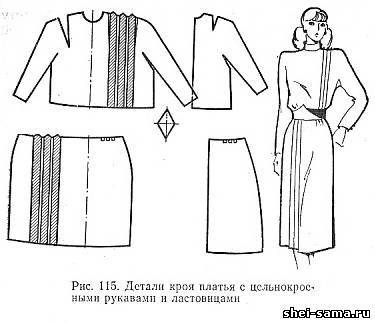 Рис. 115. Детали кроя платья с цельнокрое-
ными рукавами и ластовицами
shei-sama.ru